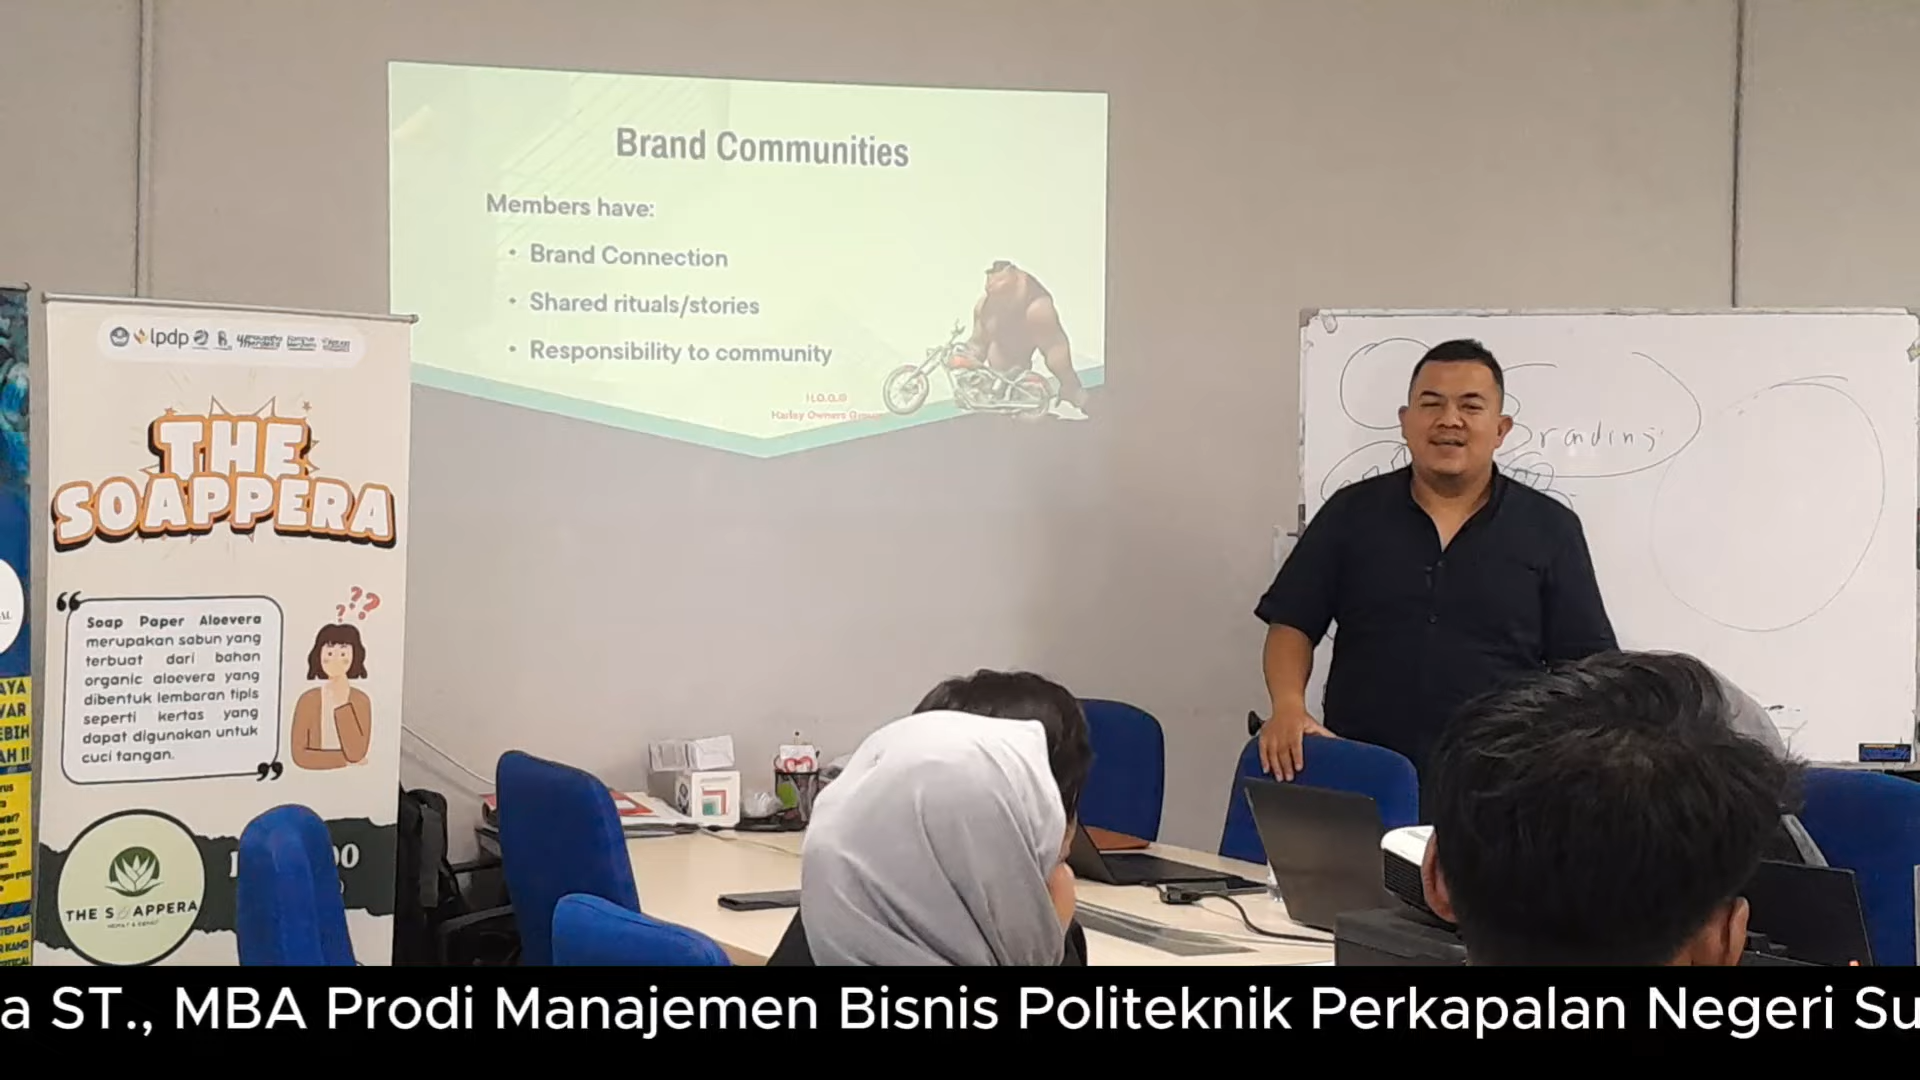 Brand Communities
Members have:
• Brand Connection
• Shared rituals/stories
• Responsibility to community
H.O.G.®
Harley Owners Group
Branding
lpdp
THE
SOAPPERA
Soap Paper Aloevera
merupakan sabun yang
terbuat dari bahan
organic aloevera yang
dibentuk lembaran tipis
seperti kertas yang
dapat digunakan untuk
cuci tangan.
THE SOAPPERA
a ST., MBA Prodi Manajemen Bisnis Politeknik Perkapalan Negeri Su